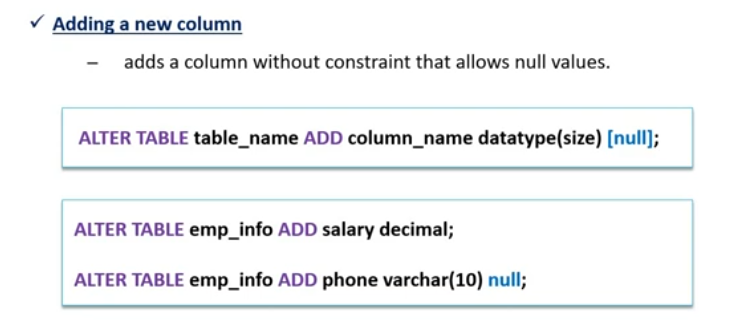 ✓ Adding a new column
– adds a column without constraint that allows null values.
ALTER TABLE table_name ADD column_name datatype(size) [null];
ALTER TABLE emp_info ADD salary decimal;
ALTER TABLE emp_info ADD phone varchar(10) null;